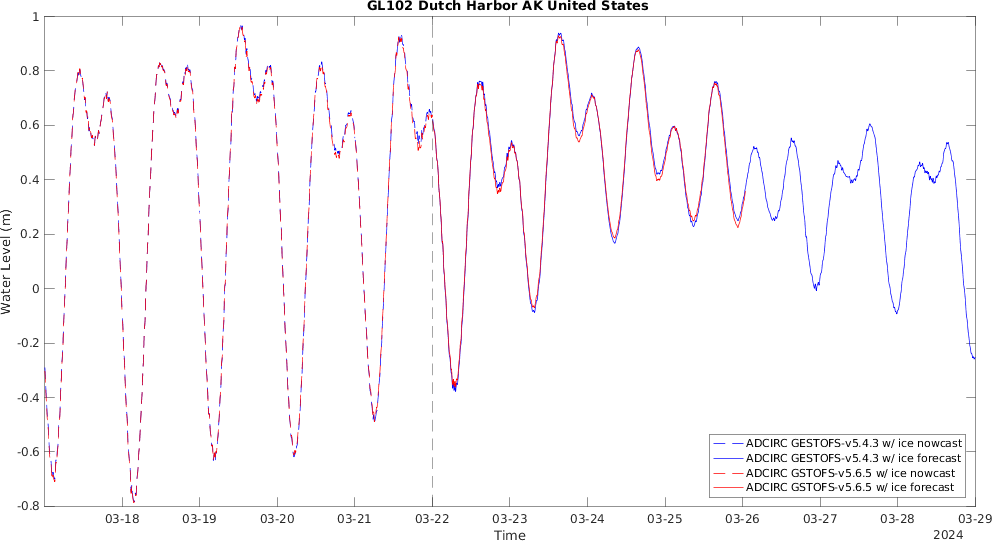 GL102 Dutch Harbor AK United States
1
0.8
0.6
0.4
0.2
0
-0.2
-0.4
-0.6
-0.8
Water Level (m)
ADCIRC GESTOFS-v5.4.3 w/ ice nowcast
ADCIRC GESTOFS-v5.4.3 w/ ice forecast
ADCIRC GSTOFS-v5.6.5 w/ ice nowcast
ADCIRC GSTOFS-v5.6.5 w/ ice forecast
03-18 03-19 03-20 03-21 03-22 03-23 03-24 03-25 03-26 03-27 03-28 03-29
Time
2024